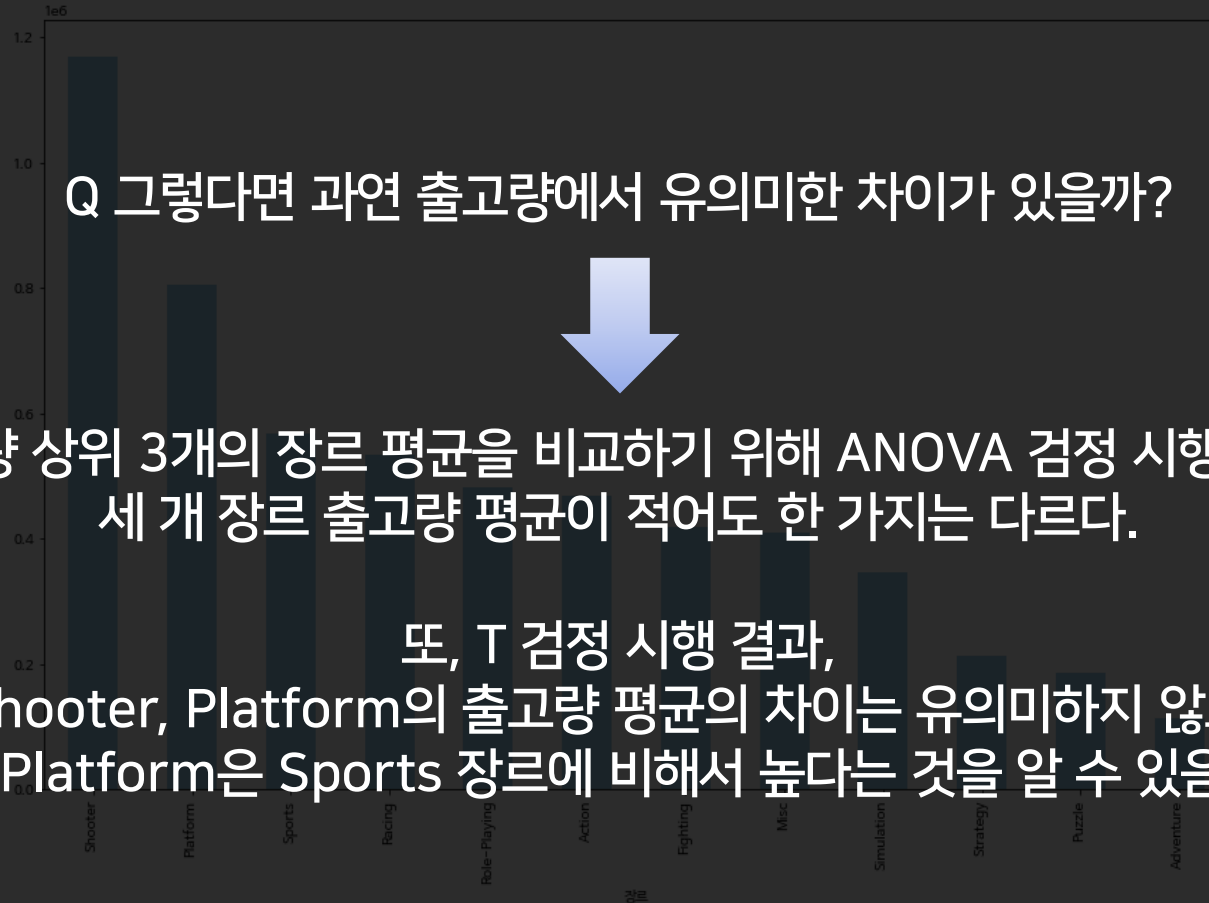 1e6
1.2
1.0
0.8
0.6
0.4
0.2
0.0
Q 그렇다면 과연 출고량에서 유의미한 차이가 있을까?
상위 3개의 장르 평균을 비교하기 위해 ANOVA 검정 시행
세 개 장르 출고량 평균이 적어도 한 가지는 다르다.
또, T 검정 시행 결과,
hooter, Platform의 출고량 평균의 차이는 유의미하지 않
Platform은 Sports 장르에 비해서 높다는 것을 알 수 있음
Shooter
Platform
Sports
Racing
Role-Playing
Action
Fighting
Misc
Simulation
Strategy
Puzzle
Adventure
장르